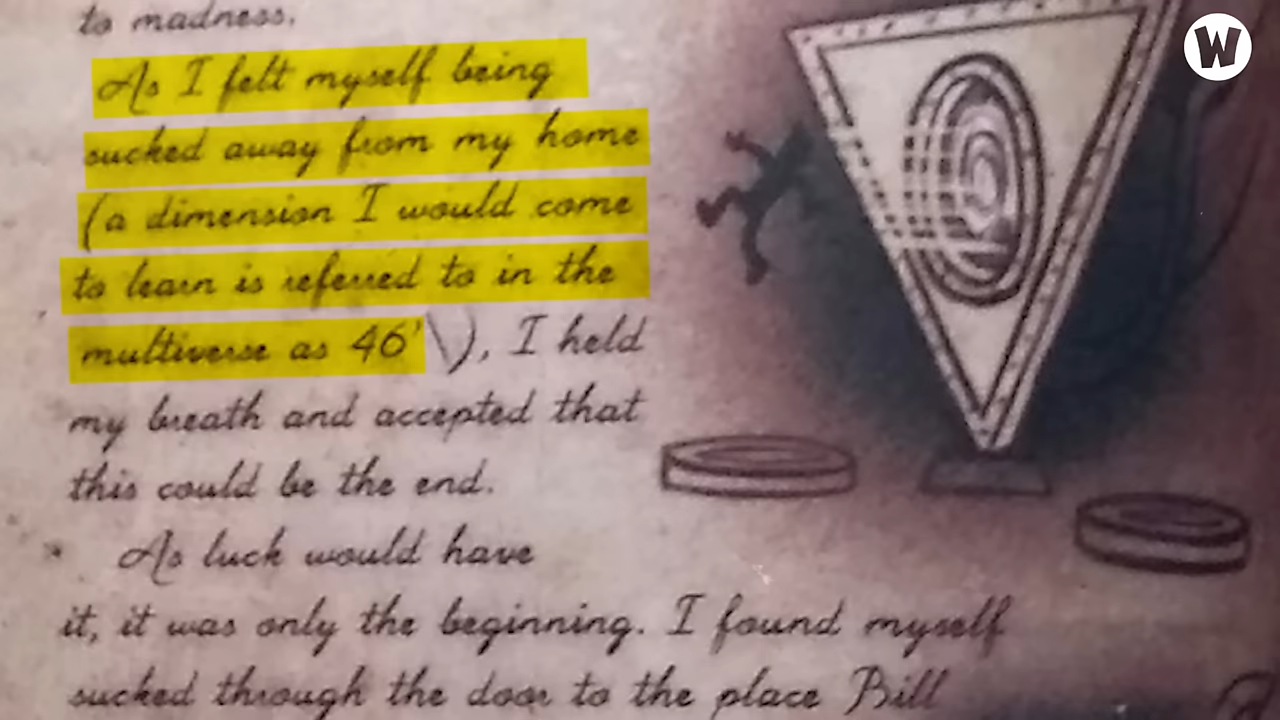 to madness.
As I felt myself being
sucked away from my home
(a dimension I would come
to learn is referred to in the
multiverse as 46'\), I held
my breath and accepted that
this could be the end.
As luck would have
it, it was only the beginning. I found myself
sucked through the door to the place Bill
W